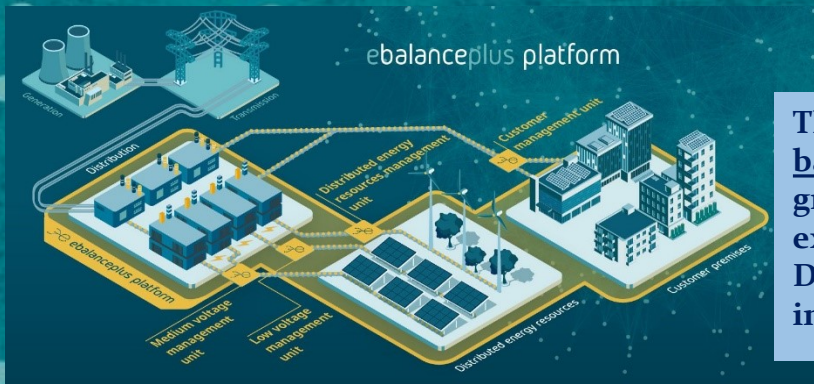 ebalanceplus platform
Generation
Transmission
Distribution
Customer
management unit
Distributed energy
resources management
unit
ebalanceplus platform
Medium voltage
management
unit
Low voltage
management
unit
Distributed energy resources
Customer premises